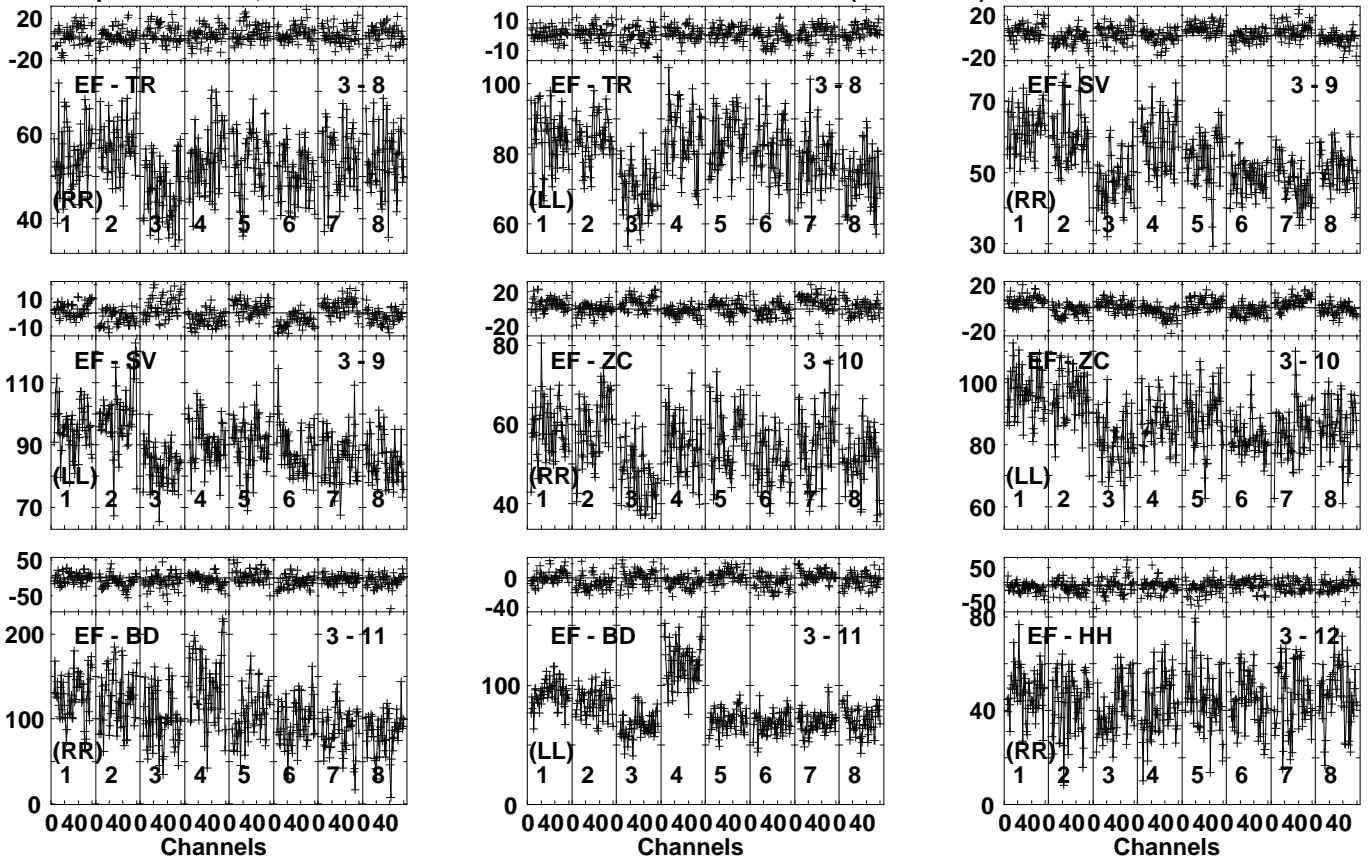 20
-20
EF - TR 3 - 8
60
40
(RR)
1 2 3 4 5 6 7 8
10
-10
EF - TR 3 - 8
100
80
60
(LL)
1 2 3 4 5 6 7 8
20
-20
EF - SV 3 - 9
70
50
30
(RR)
1 2 3 4 5 6 7 8
10
-10
EF - SV 3 - 9
110
90
70
(LL)
1 2 3 4 5 6 7 8
20
-20
EF - ZC 3 - 10
80
60
40
(RR)
1 2 3 4 5 6 7 8
20
-20
EF - ZC 3 - 10
100
80
60
(LL)
1 2 3 4 5 6 7 8
50
-50
EF - BD 3 - 11
200
100
0
(RR)
1 2 3 4 5 6 7 8
0 40 0 40 0 40 0 40 0 40 0 40 0 40 0 40
Channels
0
-40
EF - BD 3 - 11
100
0
(LL)
1 2 3 4 5 6 7 8
0 40 0 40 0 40 0 40 0 40 0 40 0 40 0 40
Channels
50
-50
EF - HH 3 - 12
80
40
0
(RR)
1 2 3 4 5 6 7 8
0 40 0 40 0 40 0 40 0 40 0 40 0 40 0 40
Channels